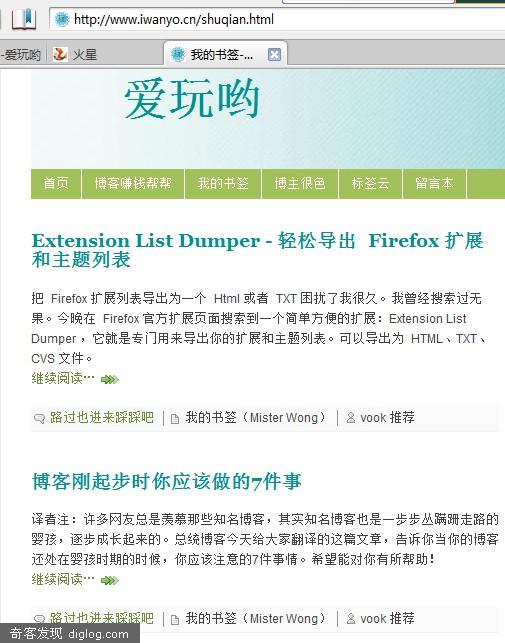 http://www.iwanyo.cn/shuqian.html
-爱玩哟
火星
我的书签-...
爱玩哟
首页 博客赚钱帮帮 我的书签 博主很色 标签云 留言本
Extension List Dumper - 轻松导出 Firefox 扩展
和主题列表
把 Firefox 扩展列表导出为一个 Html 或者 TXT 困扰了我很久。我曾经搜索过无
果。今晚在 Firefox 官方扩展页面搜索到一个简单方便的扩展：Extension List
Dumper ，它就是专门用来导出你的扩展和主题列表。可以导出为 HTML、TXT、
CVS 文件。
继续阅读…
路过也进来踩踩吧 我的书签（Mister Wong） vook 推荐
博客刚起步时你应该做的7件事
译者注：许多网友总是羡慕那些知名博客，其实知名博客也是一步步丛蹒跚走路的
婴孩，逐步成长起来的。总统博客今天给大家翻译的这篇文章，告诉你当你的博客
还处在婴孩时期的时候，你应该注意的7件事情。希望能对你有所帮助！
继续阅读…
路过也进来踩踩吧 我的书签（Mister Wong） vook 推荐
奇客发现 diglog.com